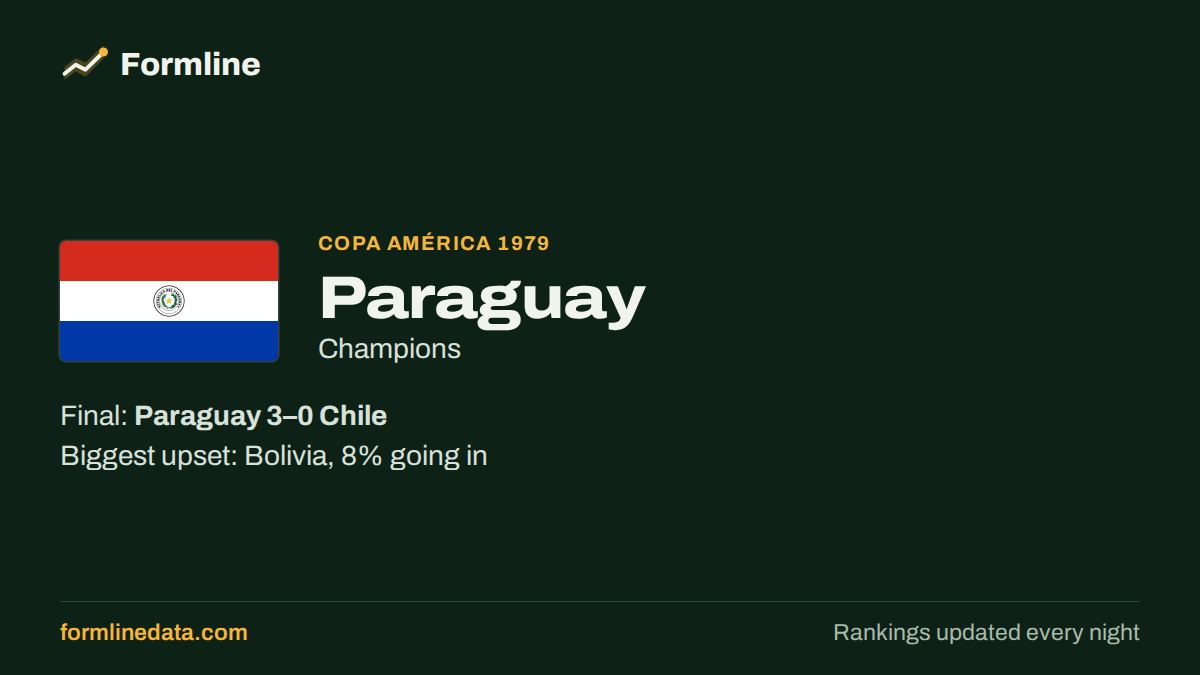 Formline
COPA AMÉRICA 1979
Paraguay
Champions
Final: Paraguay 3–0 Chile
Biggest upset: Bolivia, 8% going in
formlinedata.com
Rankings updated every night